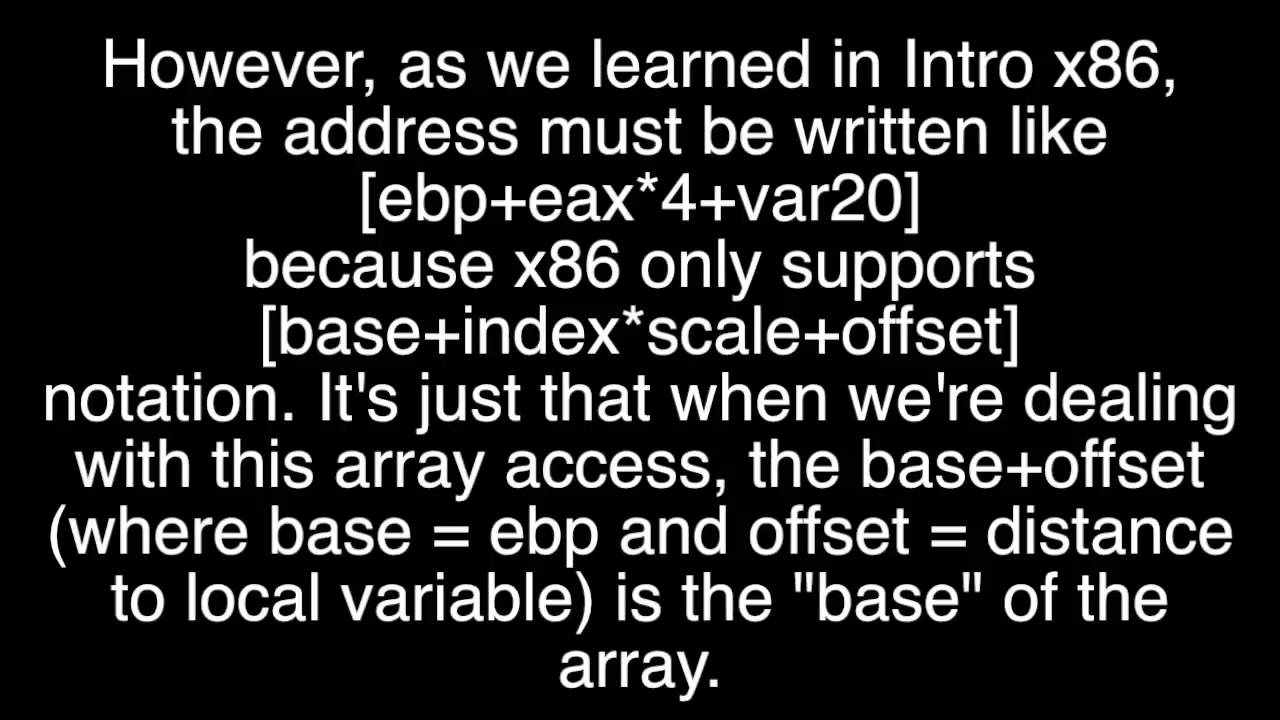 However, as we learned in Intro x86,
the address must be written like
[ebp+eax*4+var20]
because x86 only supports
[base+index*scale+offset]
notation. It's just that when we're dealing
with this array access, the base+offset
(where base = ebp and offset = distance
to local variable) is the "base" of the
array.